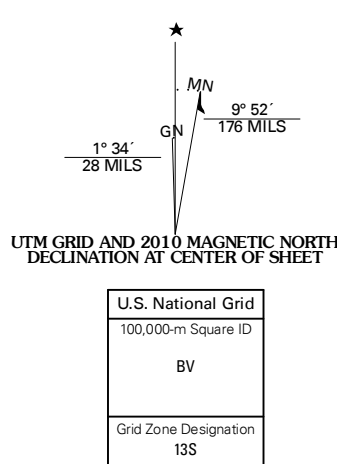 MN
9° 52´
176 MILS
GN
1° 34´
28 MILS
UTM GRID AND 2010 MAGNETIC NORTH
DECLINATION AT CENTER OF SHEET
U.S. National Grid
100,000-m Square ID
BV
Grid Zone Designation
13S